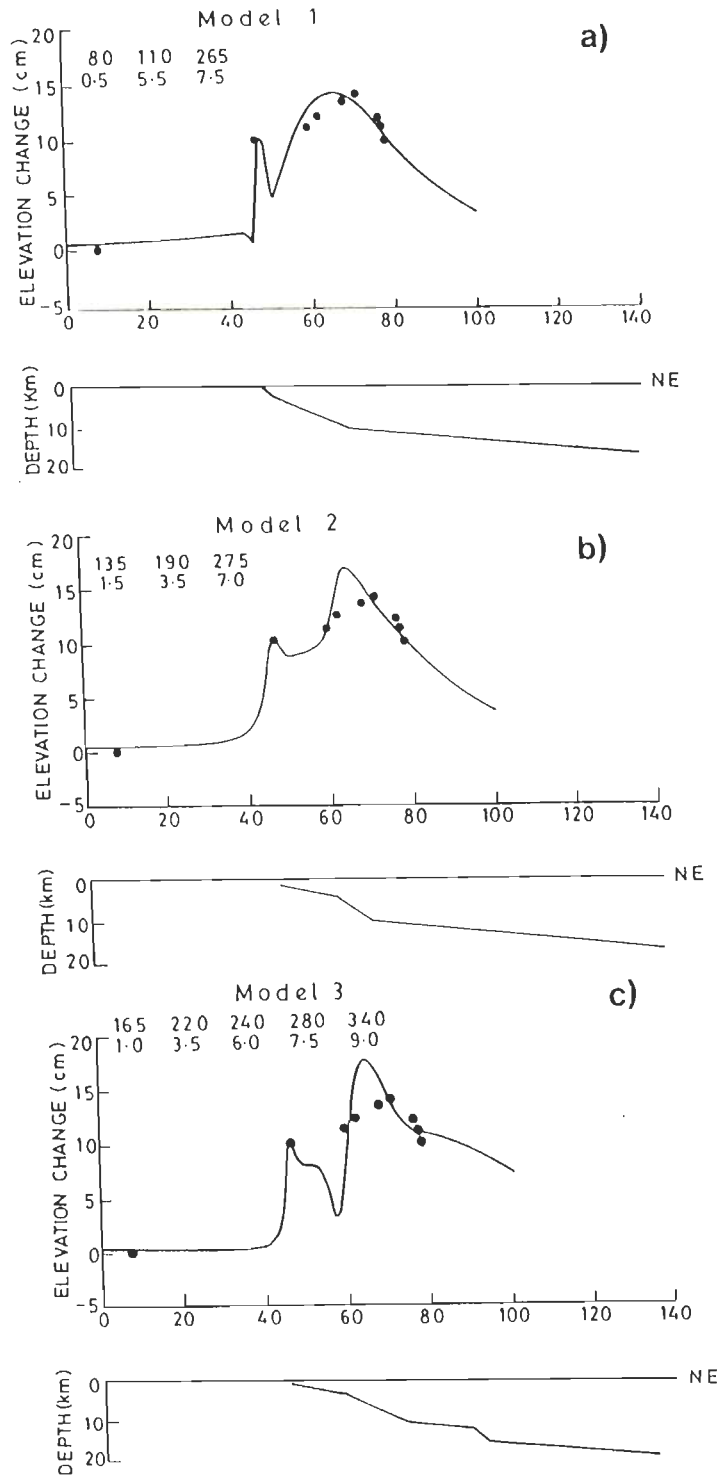 Model 1
a)
20
15
10
5
0
-5
ELEVATION CHANGE (cm)
80 110 265
0·5 5·5 7·5
0 20 40 60 80 100 120 140
NE
0
10
20
DEPTH (Km)
Model 2
b)
20
15
10
5
0
-5
ELEVATION CHANGE (cm)
135 190 275
1·5 3·5 7·0
0 20 40 60 80 100 120 140
NE
0
10
20
DEPTH (km)
Model 3
c)
20
15
10
5
0
-5
ELEVATION CHANGE (cm)
165 220 240 280 340
1·0 3·5 6·0 7·5 9·0
0 20 40 60 80 100 120 140
NE
0
10
20
DEPTH (km)